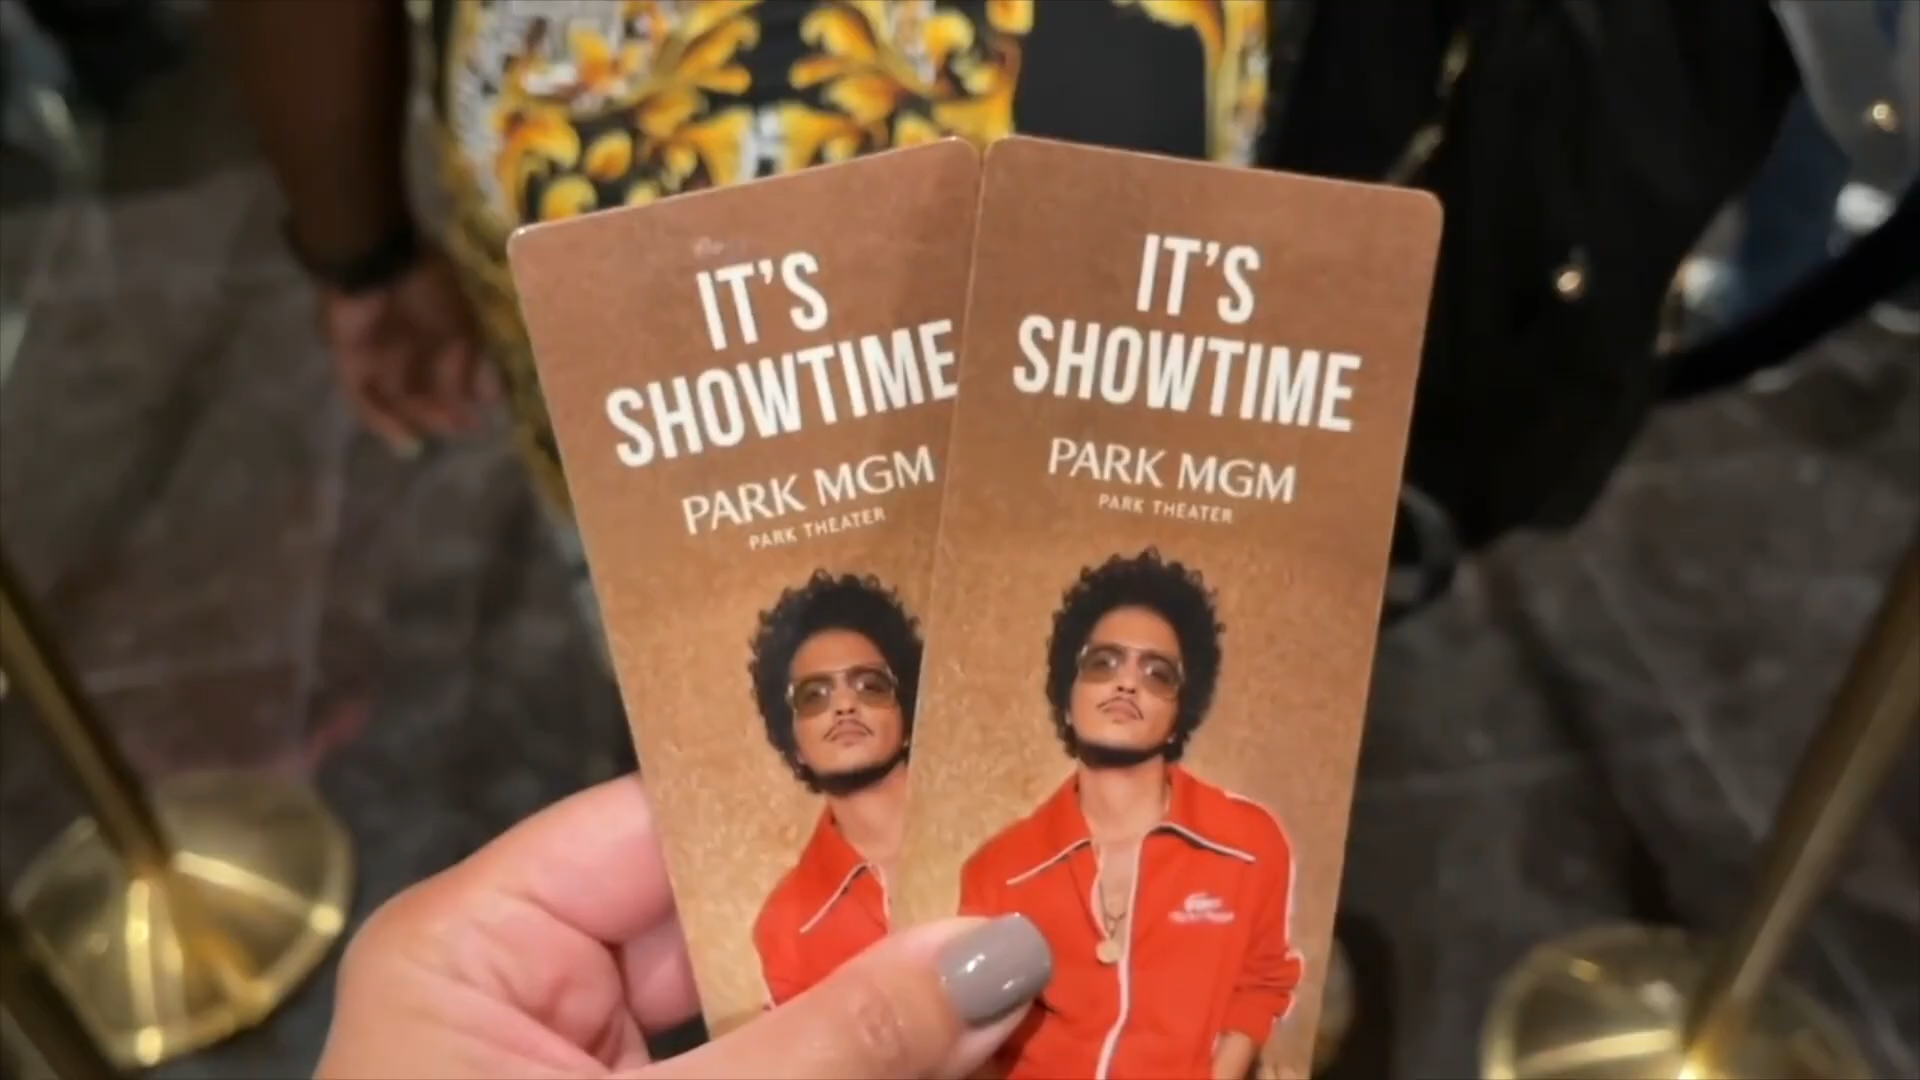 IT'S
SHOWTIME
PARK MGM
PARK THEATER
IT'S
SHOWTIME
PARK MGM
PARK THEATER